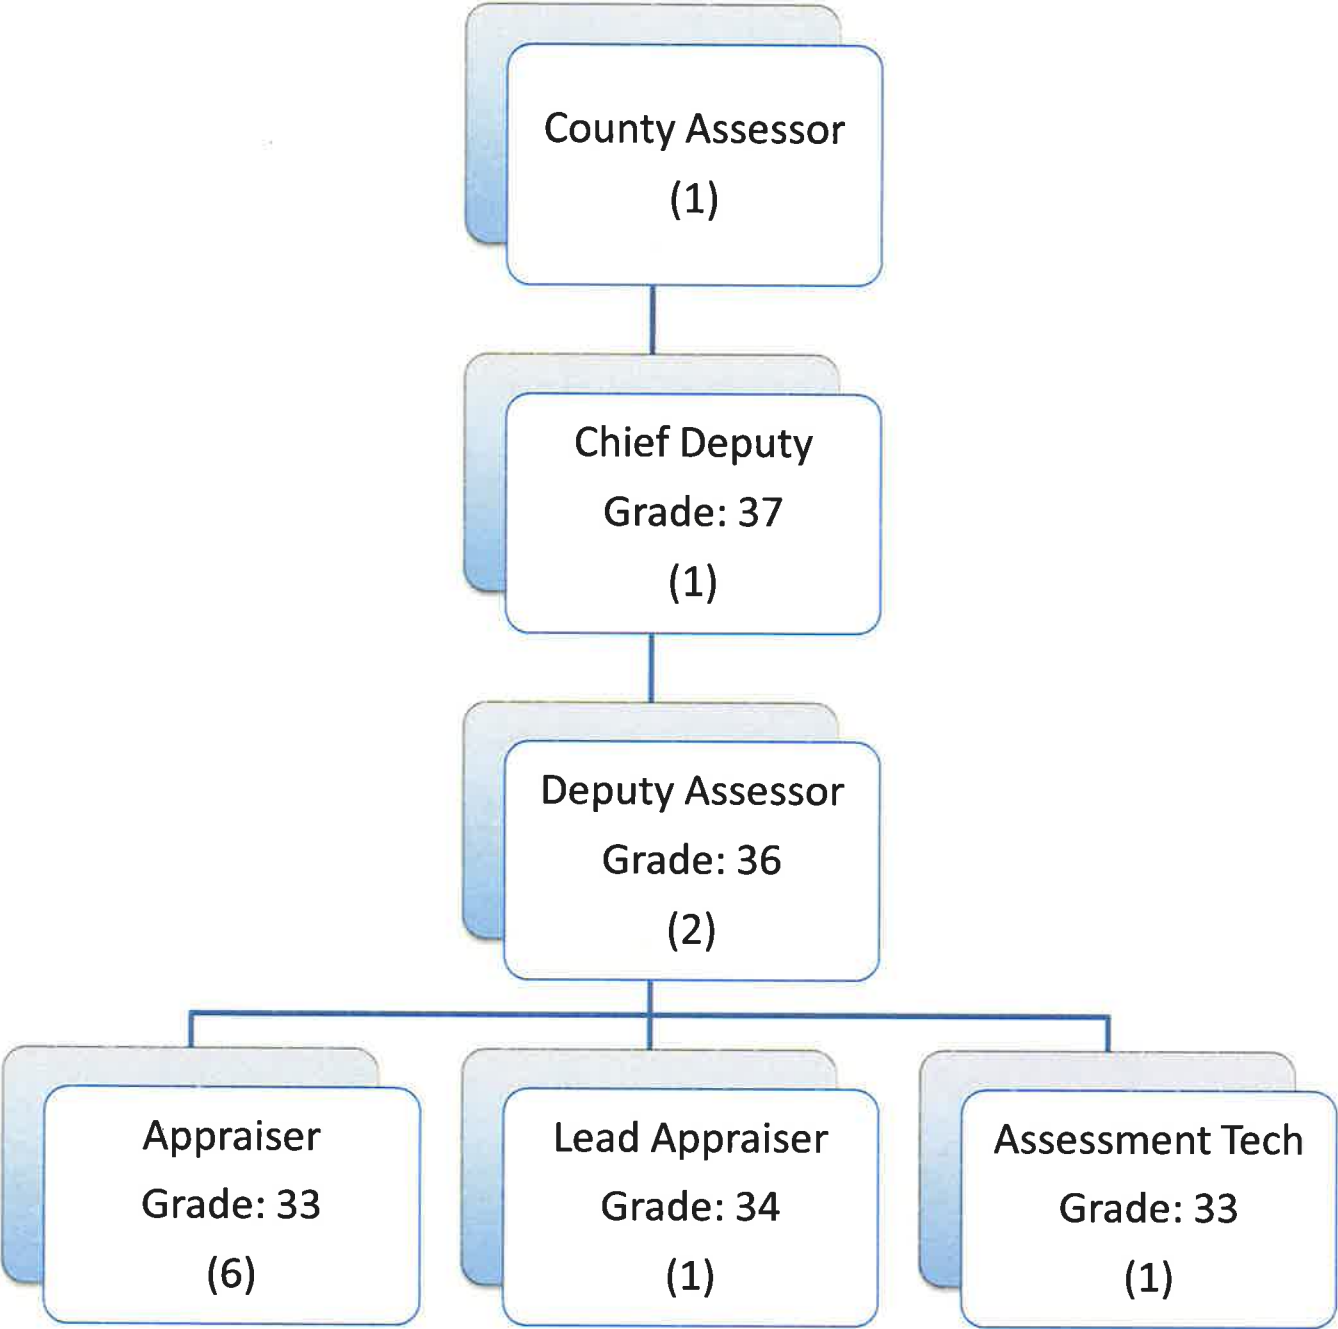 County Assessor
(1)
Chief Deputy
Grade: 37
(1)
Deputy Assessor
Grade: 36
(2)
Appraiser
Grade: 33
(6)
Lead Appraiser
Grade: 34
(1)
Assessment Tech
Grade: 33
(1)